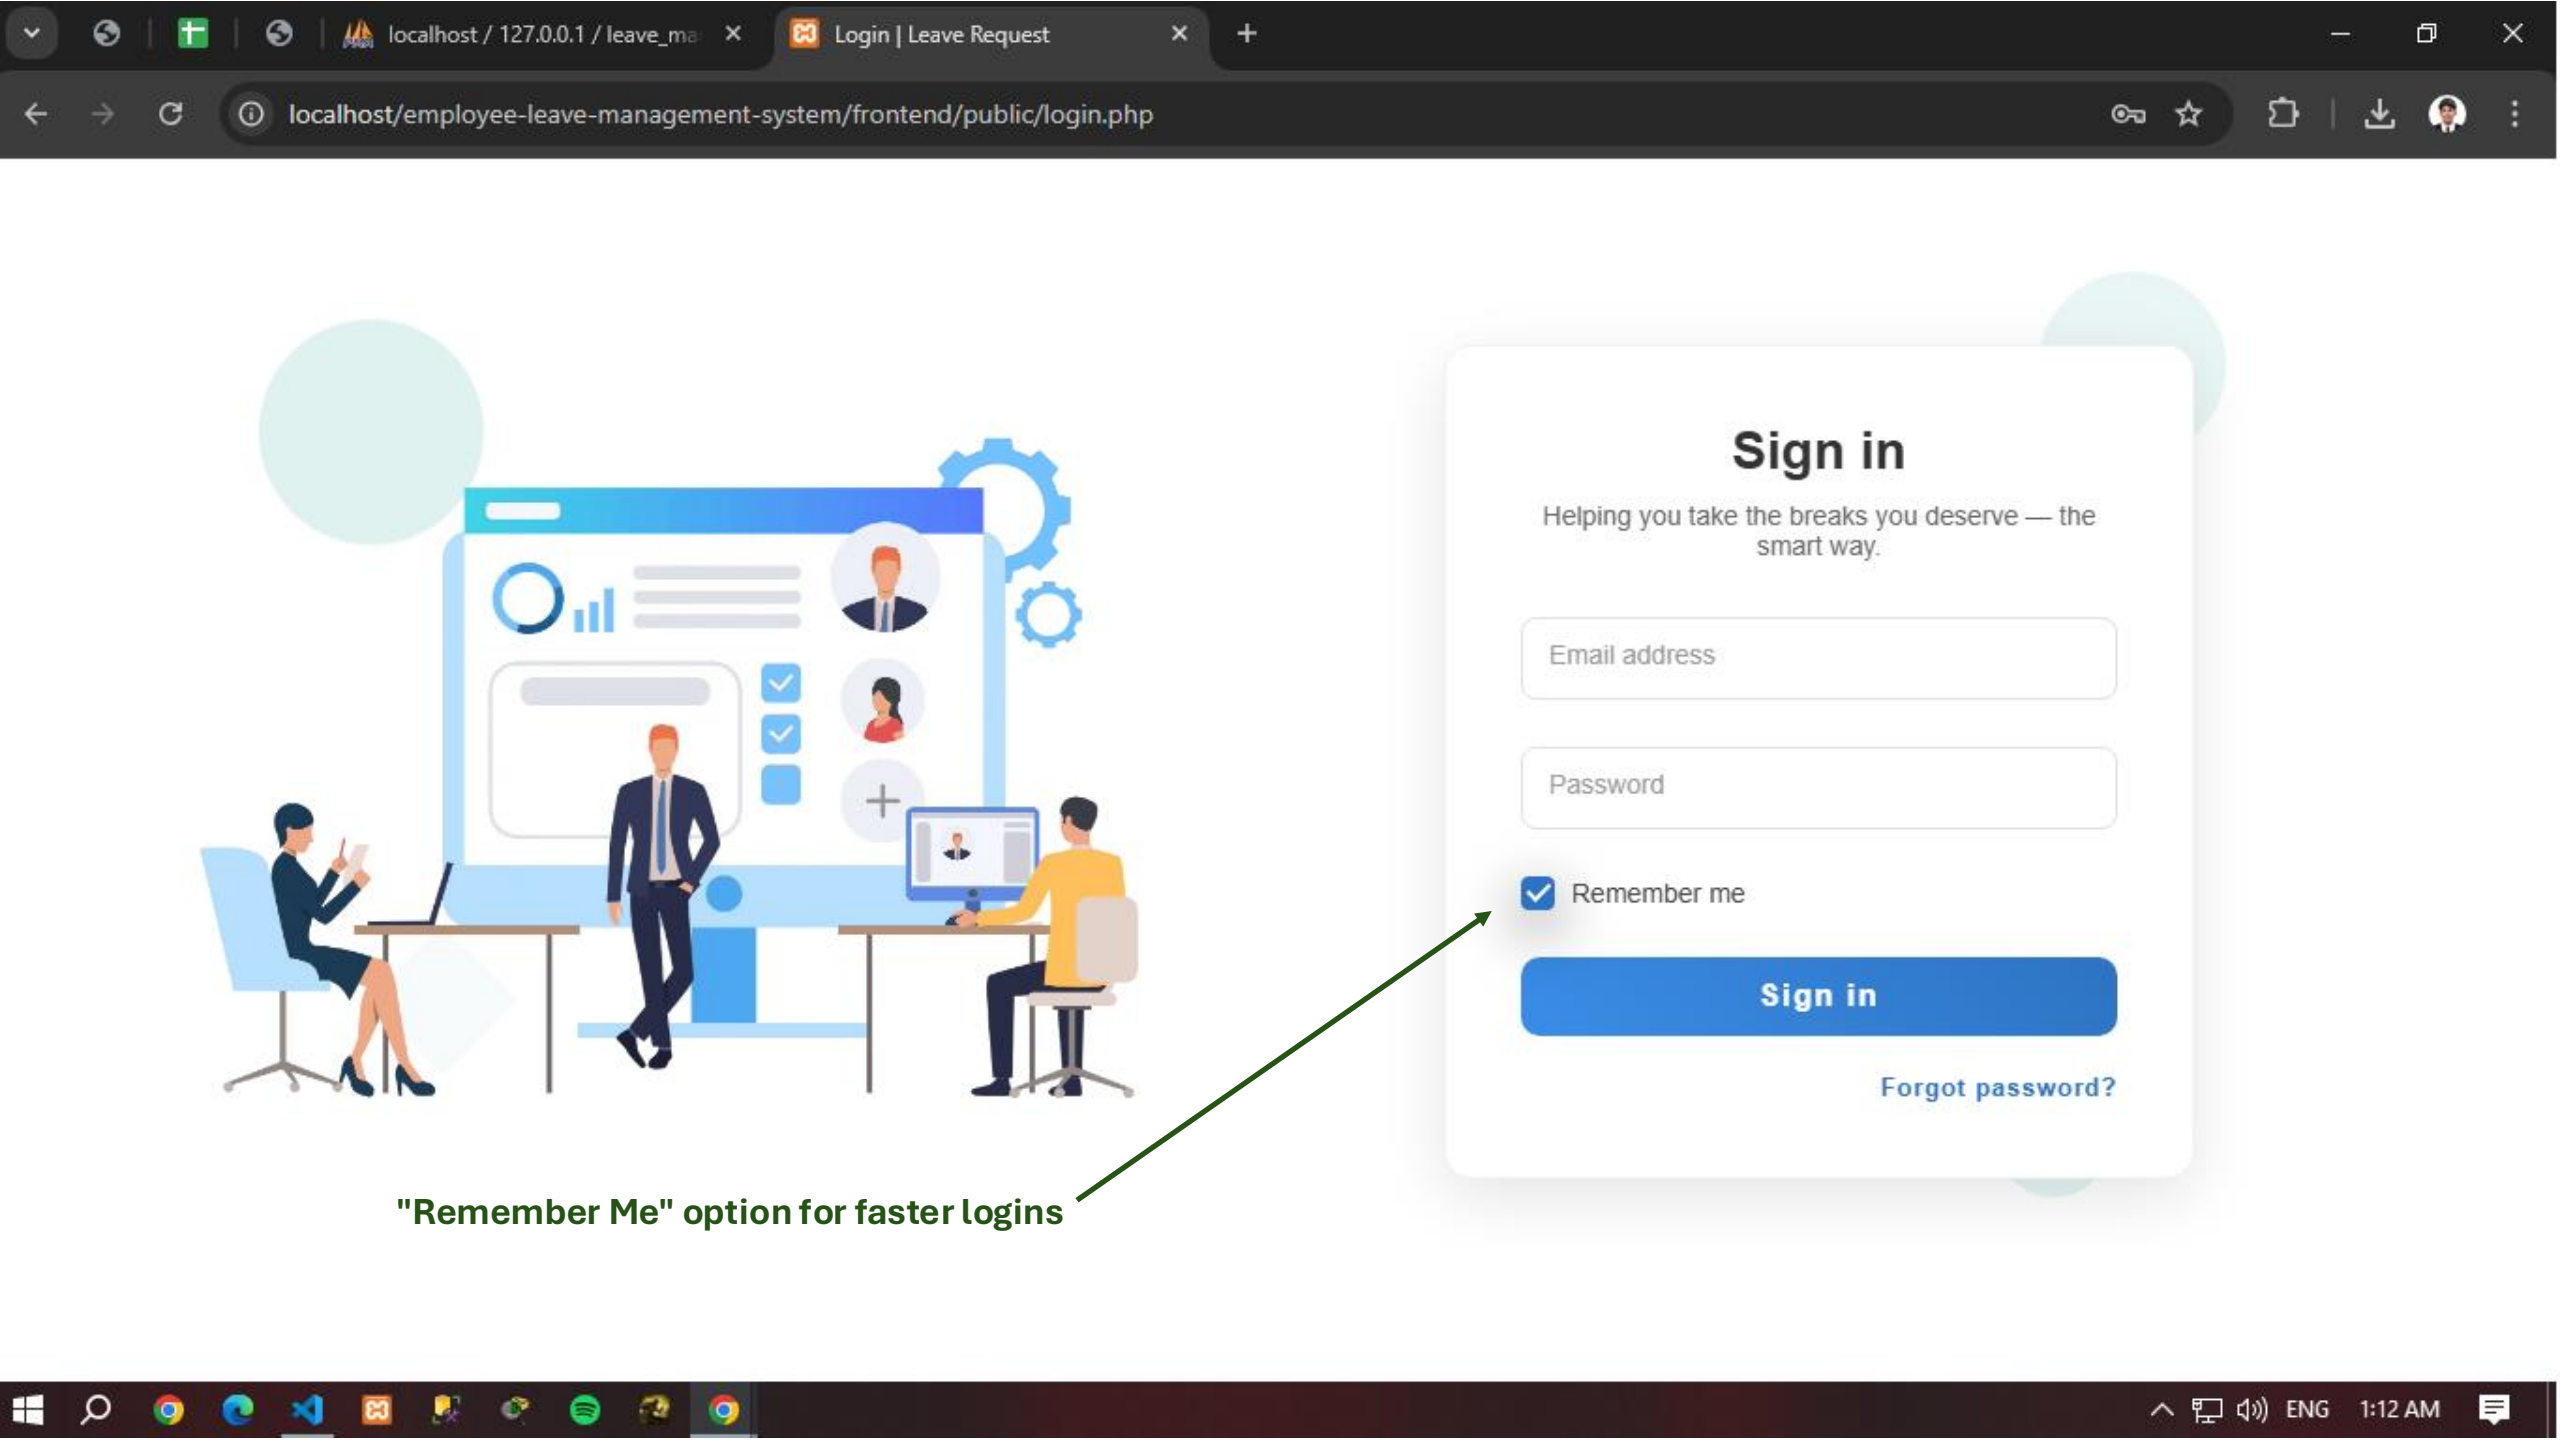 localhost / 127.0.0.1 / leave_ma
Login | Leave Request
localhost/employee-leave-management-system/frontend/public/login.php
Sign in
Helping you take the breaks you deserve — the
smart way.
Email address
Password
Remember me
Sign in
Forgot password?
"Remember Me" option for faster logins
ENG 1:12 AM